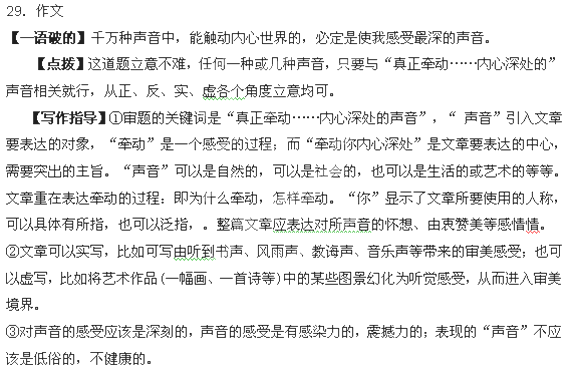 29. 作文
【一语破的】千万种声音中，能触动内心世界的，必定是使我感受最深的声音。
【点拨】这道题立意不难，任何一种或几种声音，只要与“真正牵动……内心深处的”
声音相关就行，从正、反、实、虚各个角度立意均可。
【写作指导】①审题的关键词是“真正牵动……内心深处的声音”，“ 声音”引入文章
要表达的对象，“牵动”是一个感受的过程；而“牵动你内心深处”是文章要表达的中心，
需要突出的主旨。“声音”可以是自然的，可以是社会的，也可以是生活的或艺术的等等。
文章重在表达牵动的过程：即为什么牵动，怎样牵动。“你”显示了文章所要使用的人称，
可以具体有所指，也可以泛指，。整篇文章应表达对所声音的怀想、由衷赞美等感情情。
②文章可以实写，比如可写由听到书声、风雨声、教诲声、音乐声等带来的审美感受；也可
以虚写，比如将艺术作品(一幅画、一首诗等)中的某些图景幻化为听觉感受，从而进入审美
境界。
③对声音的感受应该是深刻的，声音的感受是有感染力的，震撼力的；表现的“声音”不应
该是低俗的，不健康的。